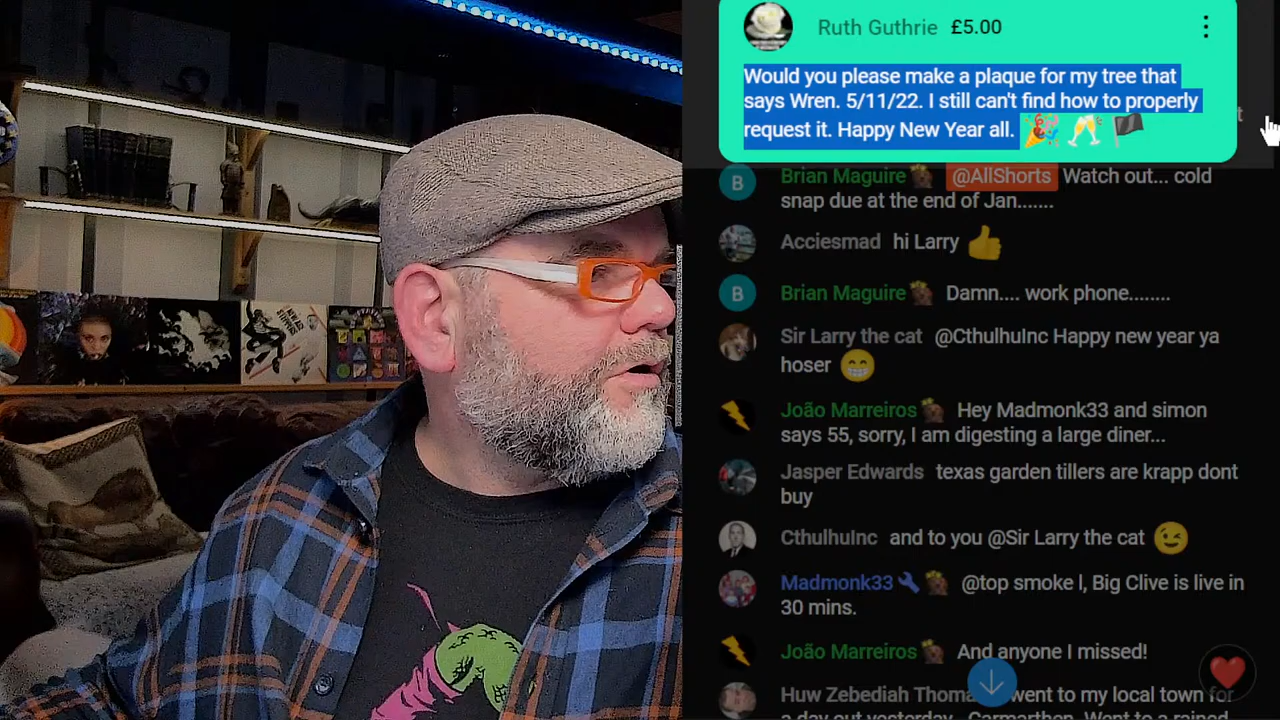 Ruth Guthrie £5.00
Would you please make a plaque for my tree that
says Wren. 5/11/22. I still can't find how to properly
request it. Happy New Year all. 🎉 🥂 🏴
Brian Maguire @AllShorts Watch out... cold
snap due at the end of Jan.......
Acciesmad hi Larry 👍
B
Brian Maguire Damn.... work phone........
B
Sir Larry the cat @CthulhuInc Happy new year ya
hoser 😁
João Marreiros Hey Madmonk33 and simon
says 55, sorry, I am digesting a large diner...
Jasper Edwards texas garden tillers are krapp dont
buy
CthulhuInc and to you @Sir Larry the cat 😉
Madmonk33 🔧 @top smoke l, Big Clive is live in
30 mins.
João Marreiros And anyone I missed!
Huw Zebediah Thoma went to my local town for
a day out yesterday